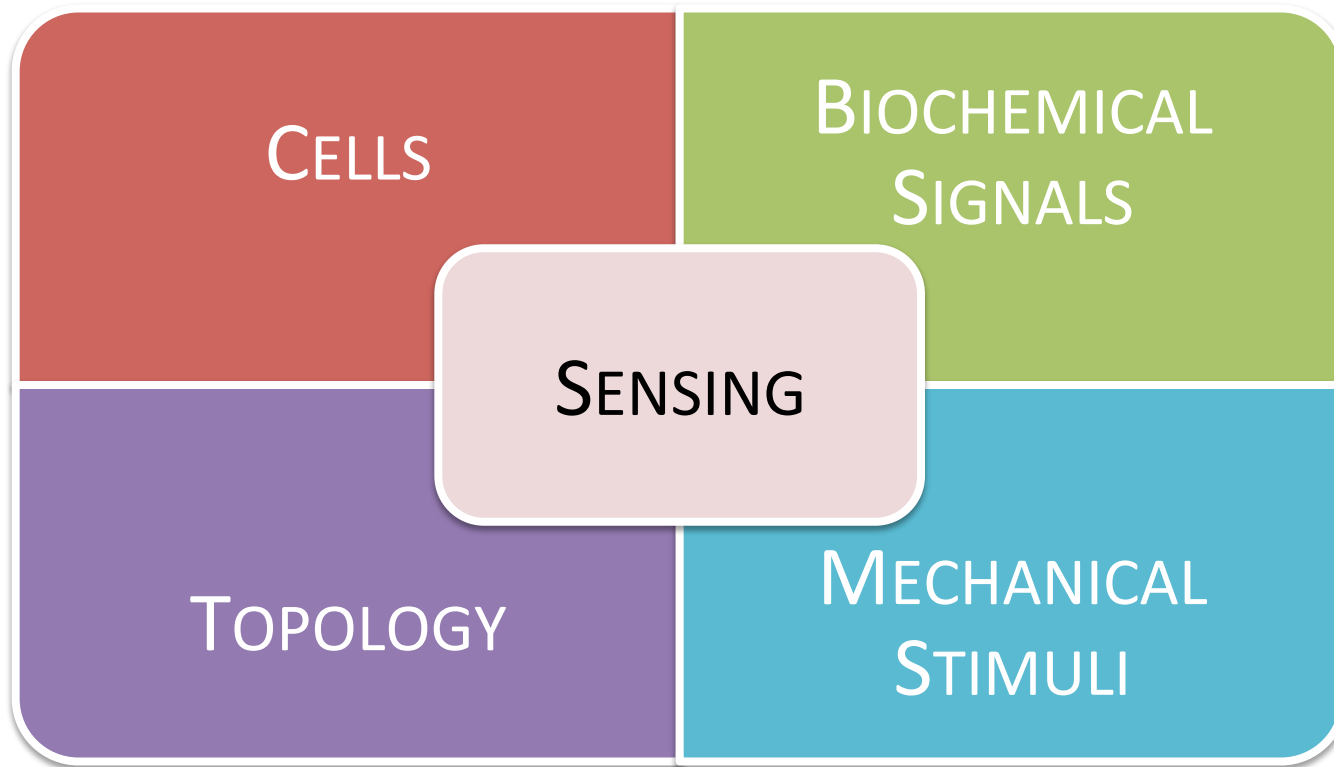 CELLS
BIOCHEMICAL
SIGNALS
SENSING
TOPOLOGY
MECHANICAL
STIMULI